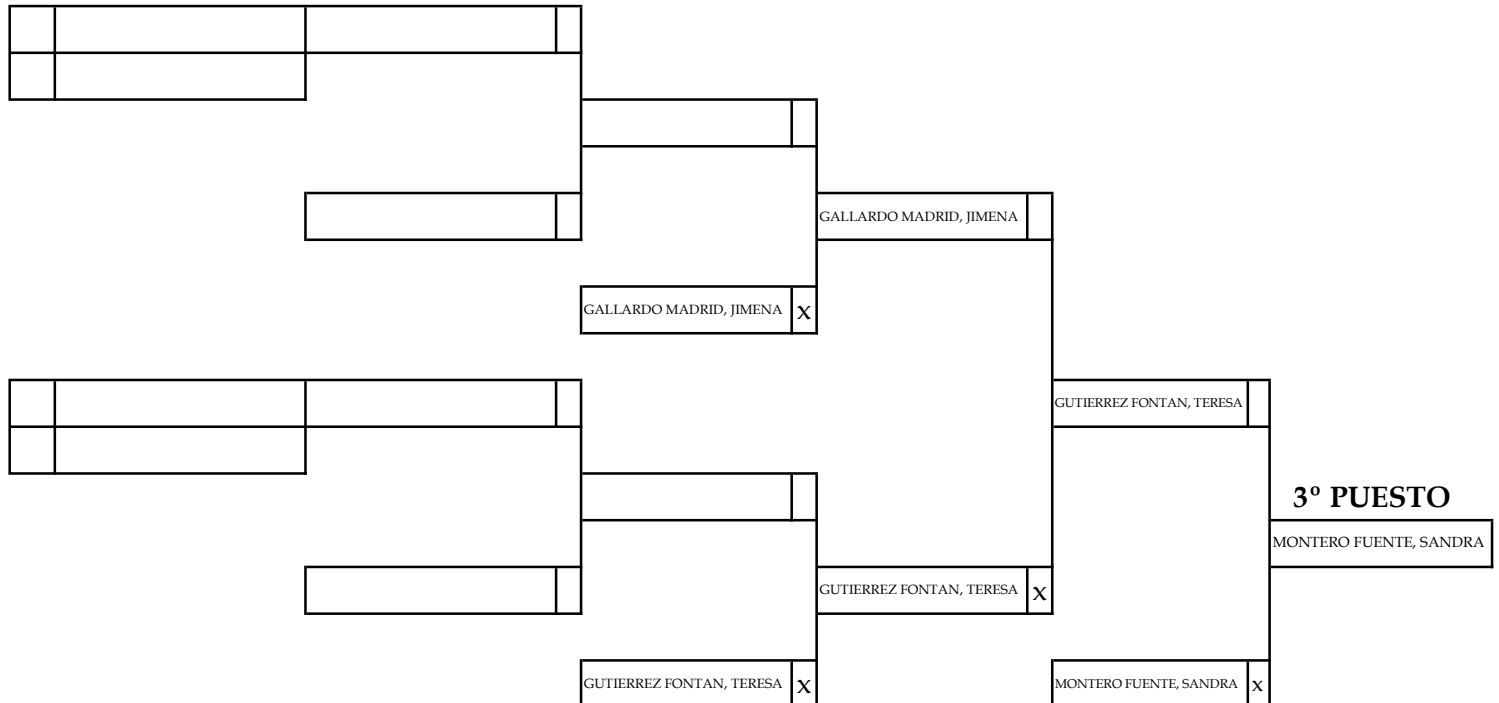 GALLARDO MADRID, JIMENA
GALLARDO MADRID, JIMENA X
GUTIERREZ FONTAN, TERESA
3º PUESTO
MONTERO FUENTE, SANDRA
GUTIERREZ FONTAN, TERESA X
GUTIERREZ FONTAN, TERESA X
MONTERO FUENTE, SANDRA x